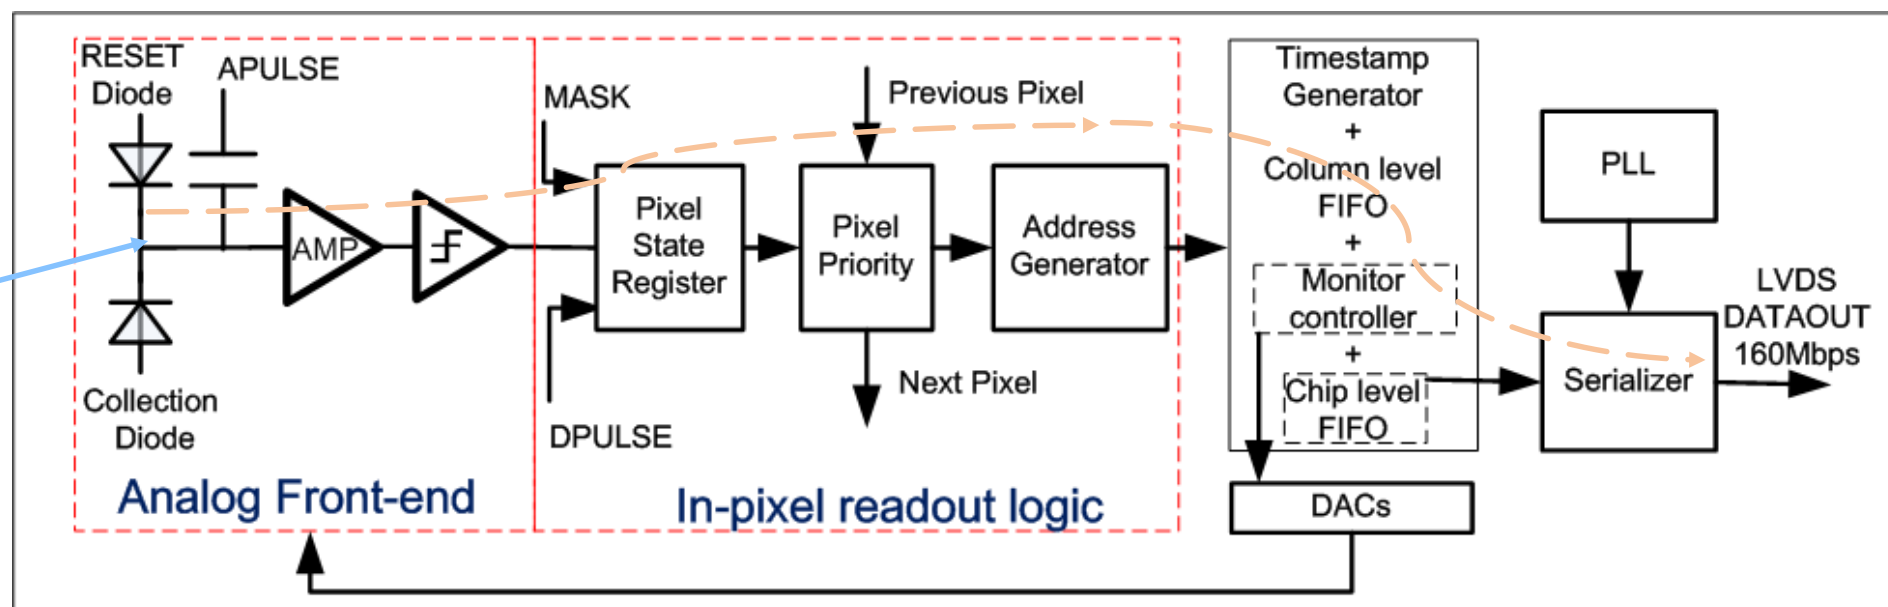 RESET
Diode
APULSE
AMP
Collection
Diode
Analog Front-end
MASK
Pixel
State
Register
DPULSE
Previous Pixel
Pixel
Priority
Next Pixel
Address
Generator
In-pixel readout logic
Timestamp
Generator
+
Column level
FIFO
+
Monitor
controller
+
Chip level
FIFO
DACs
PLL
Serializer
LVDS
DATAOUT
160Mbps